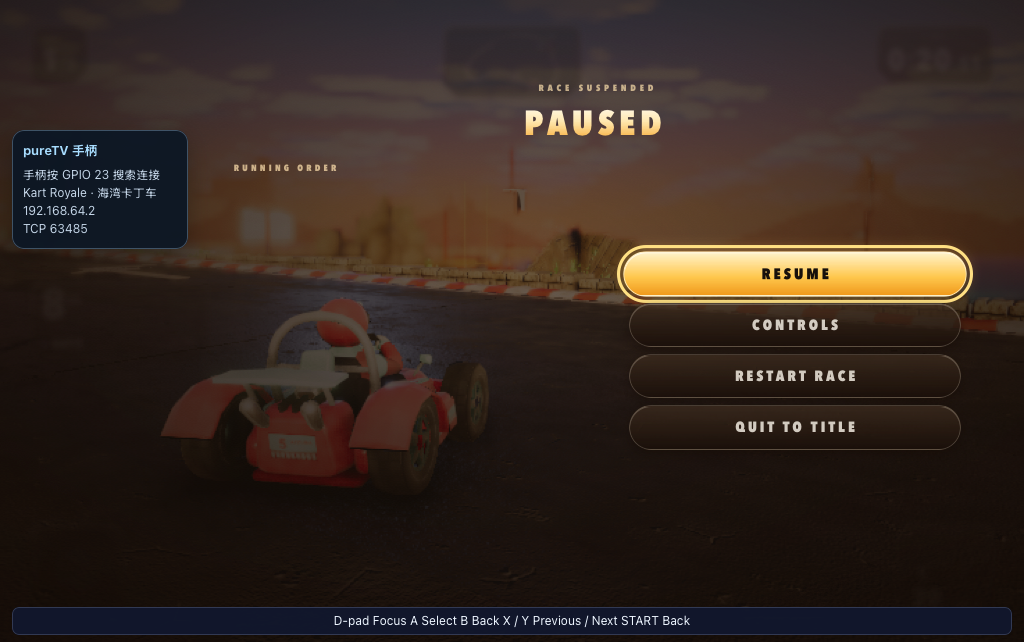 RACE SUSPENDED
PAUSED
pureTV 手柄
手柄按 GPIO 23 搜索连接
Kart Royale · 海湾卡丁车
192.168.64.2
TCP 63485
RUNNING ORDER
RESUME
CONTROLS
RESTART RACE
QUIT TO TITLE
D-pad Focus A Select B Back X / Y Previous / Next START Back